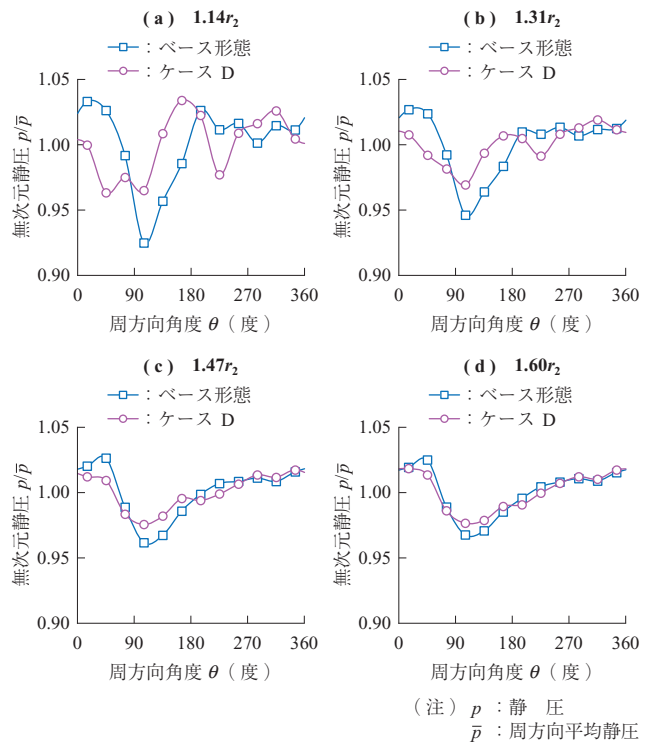 ( a ) 1.14r₂
: ベース形態
: ケース D
無次元静圧 p/p̄
1.05
1.00
0.95
0.90
0 90 180 270 360
周方向角度 θ ( 度 )
( b ) 1.31r₂
: ベース形態
: ケース D
無次元静圧 p/p̄
1.05
1.00
0.95
0.90
0 90 180 270 360
周方向角度 θ ( 度 )
( c ) 1.47r₂
: ベース形態
: ケース D
無次元静圧 p/p̄
1.05
1.00
0.95
0.90
0 90 180 270 360
周方向角度 θ ( 度 )
( d ) 1.60r₂
: ベース形態
: ケース D
無次元静圧 p/p̄
1.05
1.00
0.95
0.90
0 90 180 270 360
周方向角度 θ ( 度 )
( 注 ) p : 静 圧
p̄ : 周方向平均静圧